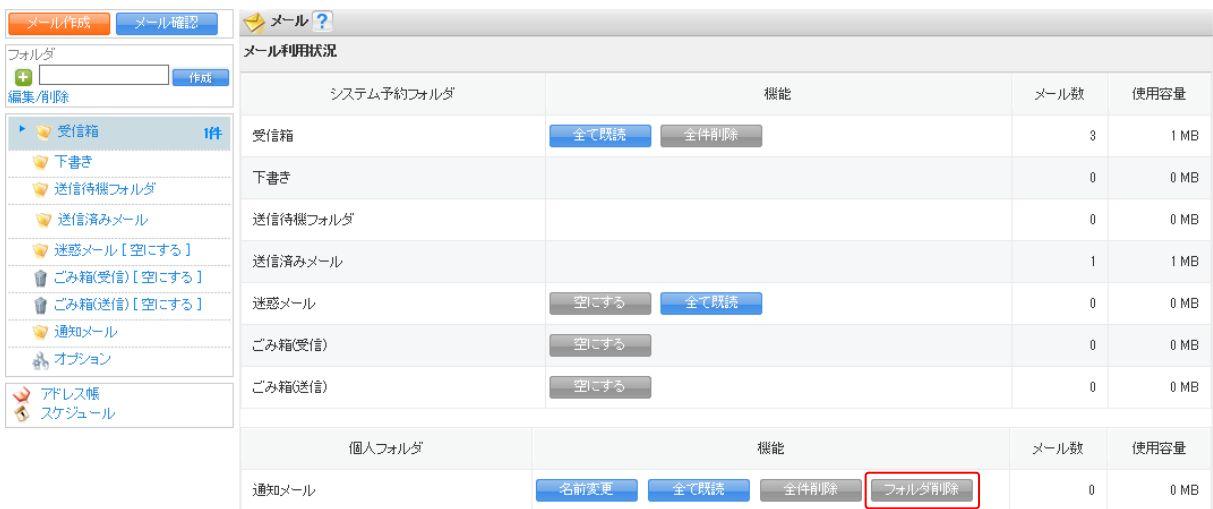 メール作成 メール確認
フォルダ
作成
編集/削除
受信箱 1件
下書き
送信待機フォルダ
送信済みメール
迷惑メール [ 空にする ]
ごみ箱(受信) [ 空にする ]
ごみ箱(送信) [ 空にする ]
通知メール
オプション
アドレス帳
スケジュール
メール ?
メール利用状況
システム予約フォルダ 機能 メール数 使用容量
受信箱 全て既読 全件削除 3 1 MB
下書き 0 0 MB
送信待機フォルダ 0 0 MB
送信済みメール 1 1 MB
迷惑メール 空にする 全て既読 0 0 MB
ごみ箱(受信) 空にする 0 0 MB
ごみ箱(送信) 空にする 0 0 MB
個人フォルダ 機能 メール数 使用容量
通知メール 名前変更 全て既読 全件削除 フォルダ削除 0 0 MB